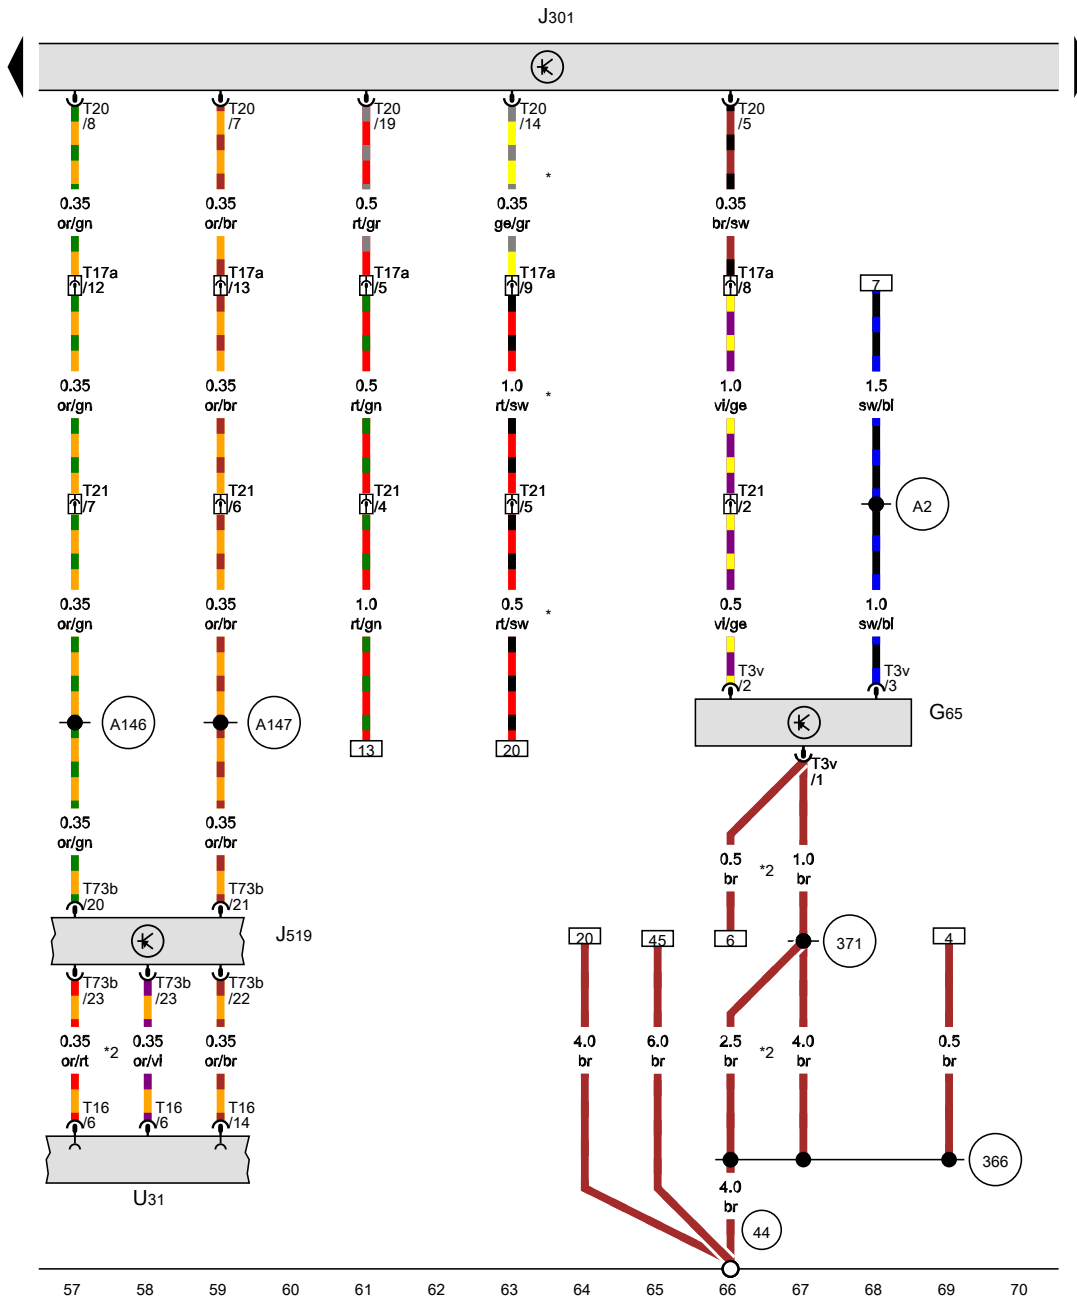 J301
T20
/8
T20
/7
T20
/19
T20
/14
T20
/5
*
0.35
or/gn
0.35
or/br
0.5
rt/gr
0.35
ge/gr
0.35
br/sw
T17a
/12
T17a
/13
T17a
/5
T17a
/9
T17a
/8
7
0.35
or/gn
0.35
or/br
0.5
rt/gn
1.0
rt/sw
*
1.0
vi/ge
1.5
sw/bl
T21
/7
T21
/6
T21
/4
T21
/5
T21
/2
A2
0.35
or/gn
0.35
or/br
1.0
rt/gn
0.5
rt/sw
*
0.5
vi/ge
1.0
sw/bl
T3v
/2
T3v
/3
A146
A147
13
20
G65
T3v
/1
0.35
or/gn
0.35
or/br
0.5
br
*2
1.0
br
T73b
/20
T73b
/21
J519
20
45
6
371
4
T73b
/23
T73b
/23
T73b
/22
0.35
or/rt
*2
0.35
or/vi
0.35
or/br
4.0
br
6.0
br
2.5
br
*2
4.0
br
0.5
br
T16
/6
T16
/6
T16
/14
366
U31
4.0
br
44
57 58 59 60 61 62 63 64 65 66 67 68 69 70